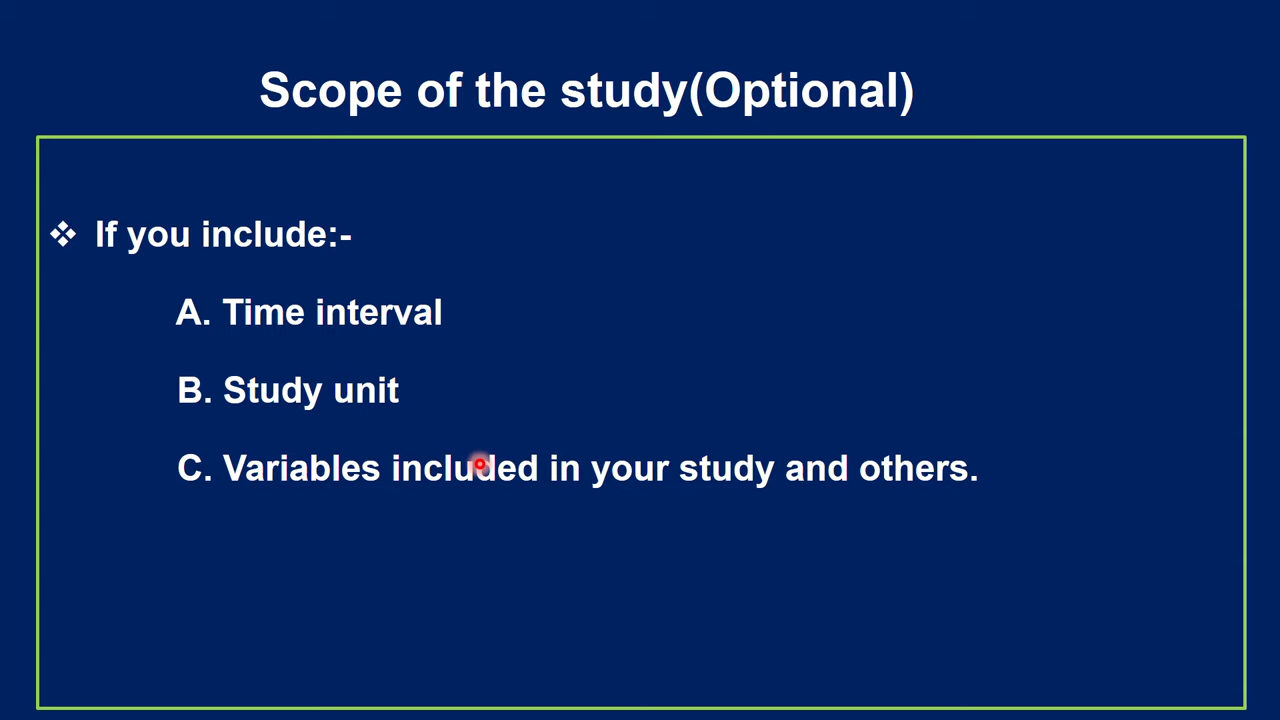 Scope of the study(Optional)
❖ If you include:-
A. Time interval
B. Study unit
C. Variables included in your study and others.